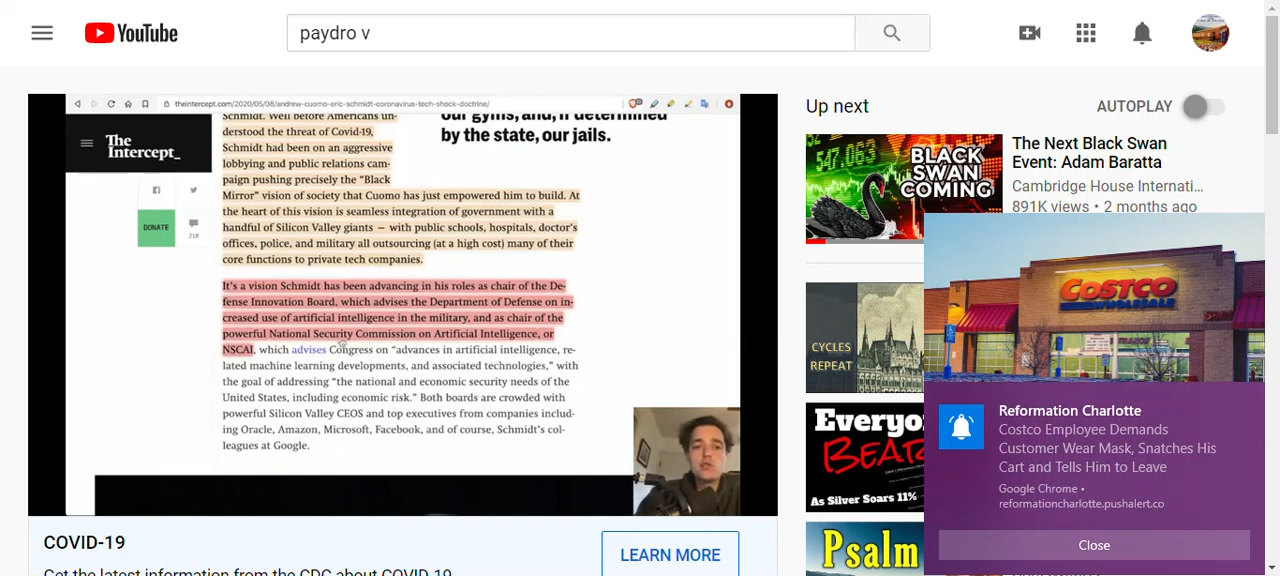 YouTube
paydro v
theintercept.com/2020/05/08/andrew-cuomo-eric-schmidt-coronavirus-tech-shock-doctrine/
The
Intercept_
DONATE
218
Schmidt. Well before Americans un-
derstood the threat of Covid-19,
Schmidt had been on an aggressive
lobbying and public relations cam-
paign pushing precisely the “Black
Mirror” vision of society that Cuomo has just empowered him to build. At
the heart of this vision is seamless integration of government with a
handful of Silicon Valley giants — with public schools, hospitals, doctor’s
offices, police, and military all outsourcing (at a high cost) many of their
core functions to private tech companies.
our gyms, and, if determined
by the state, our jails.
It’s a vision Schmidt has been advancing in his roles as chair of the De-
fense Innovation Board, which advises the Department of Defense on in-
creased use of artificial intelligence in the military, and as chair of the
powerful National Security Commission on Artificial Intelligence, or
NSCAI, which advises Congress on “advances in artificial intelligence, re-
lated machine learning developments, and associated technologies,” with
the goal of addressing “the national and economic security needs of the
United States, including economic risk.” Both boards are crowded with
powerful Silicon Valley CEOS and top executives from companies includ-
ing Oracle, Amazon, Microsoft, Facebook, and of course, Schmidt’s col-
leagues at Google.
COVID-19
Get the latest information from the CDC about COVID-19
LEARN MORE
Up next
AUTOPLAY
547.063
BLACK
SWAN
COMING
The Next Black Swan
Event: Adam Baratta
Cambridge House Internati...
891K views • 2 months ago
CYCLES
REPEAT
Everyo
BEAR
As Silver Soars 11%
Psalm
COSTCO
WHOLESALE
Reformation Charlotte
Costco Employee Demands
Customer Wear Mask, Snatches His
Cart and Tells Him to Leave
Google Chrome •
reformationcharlotte.pushalert.co
Close